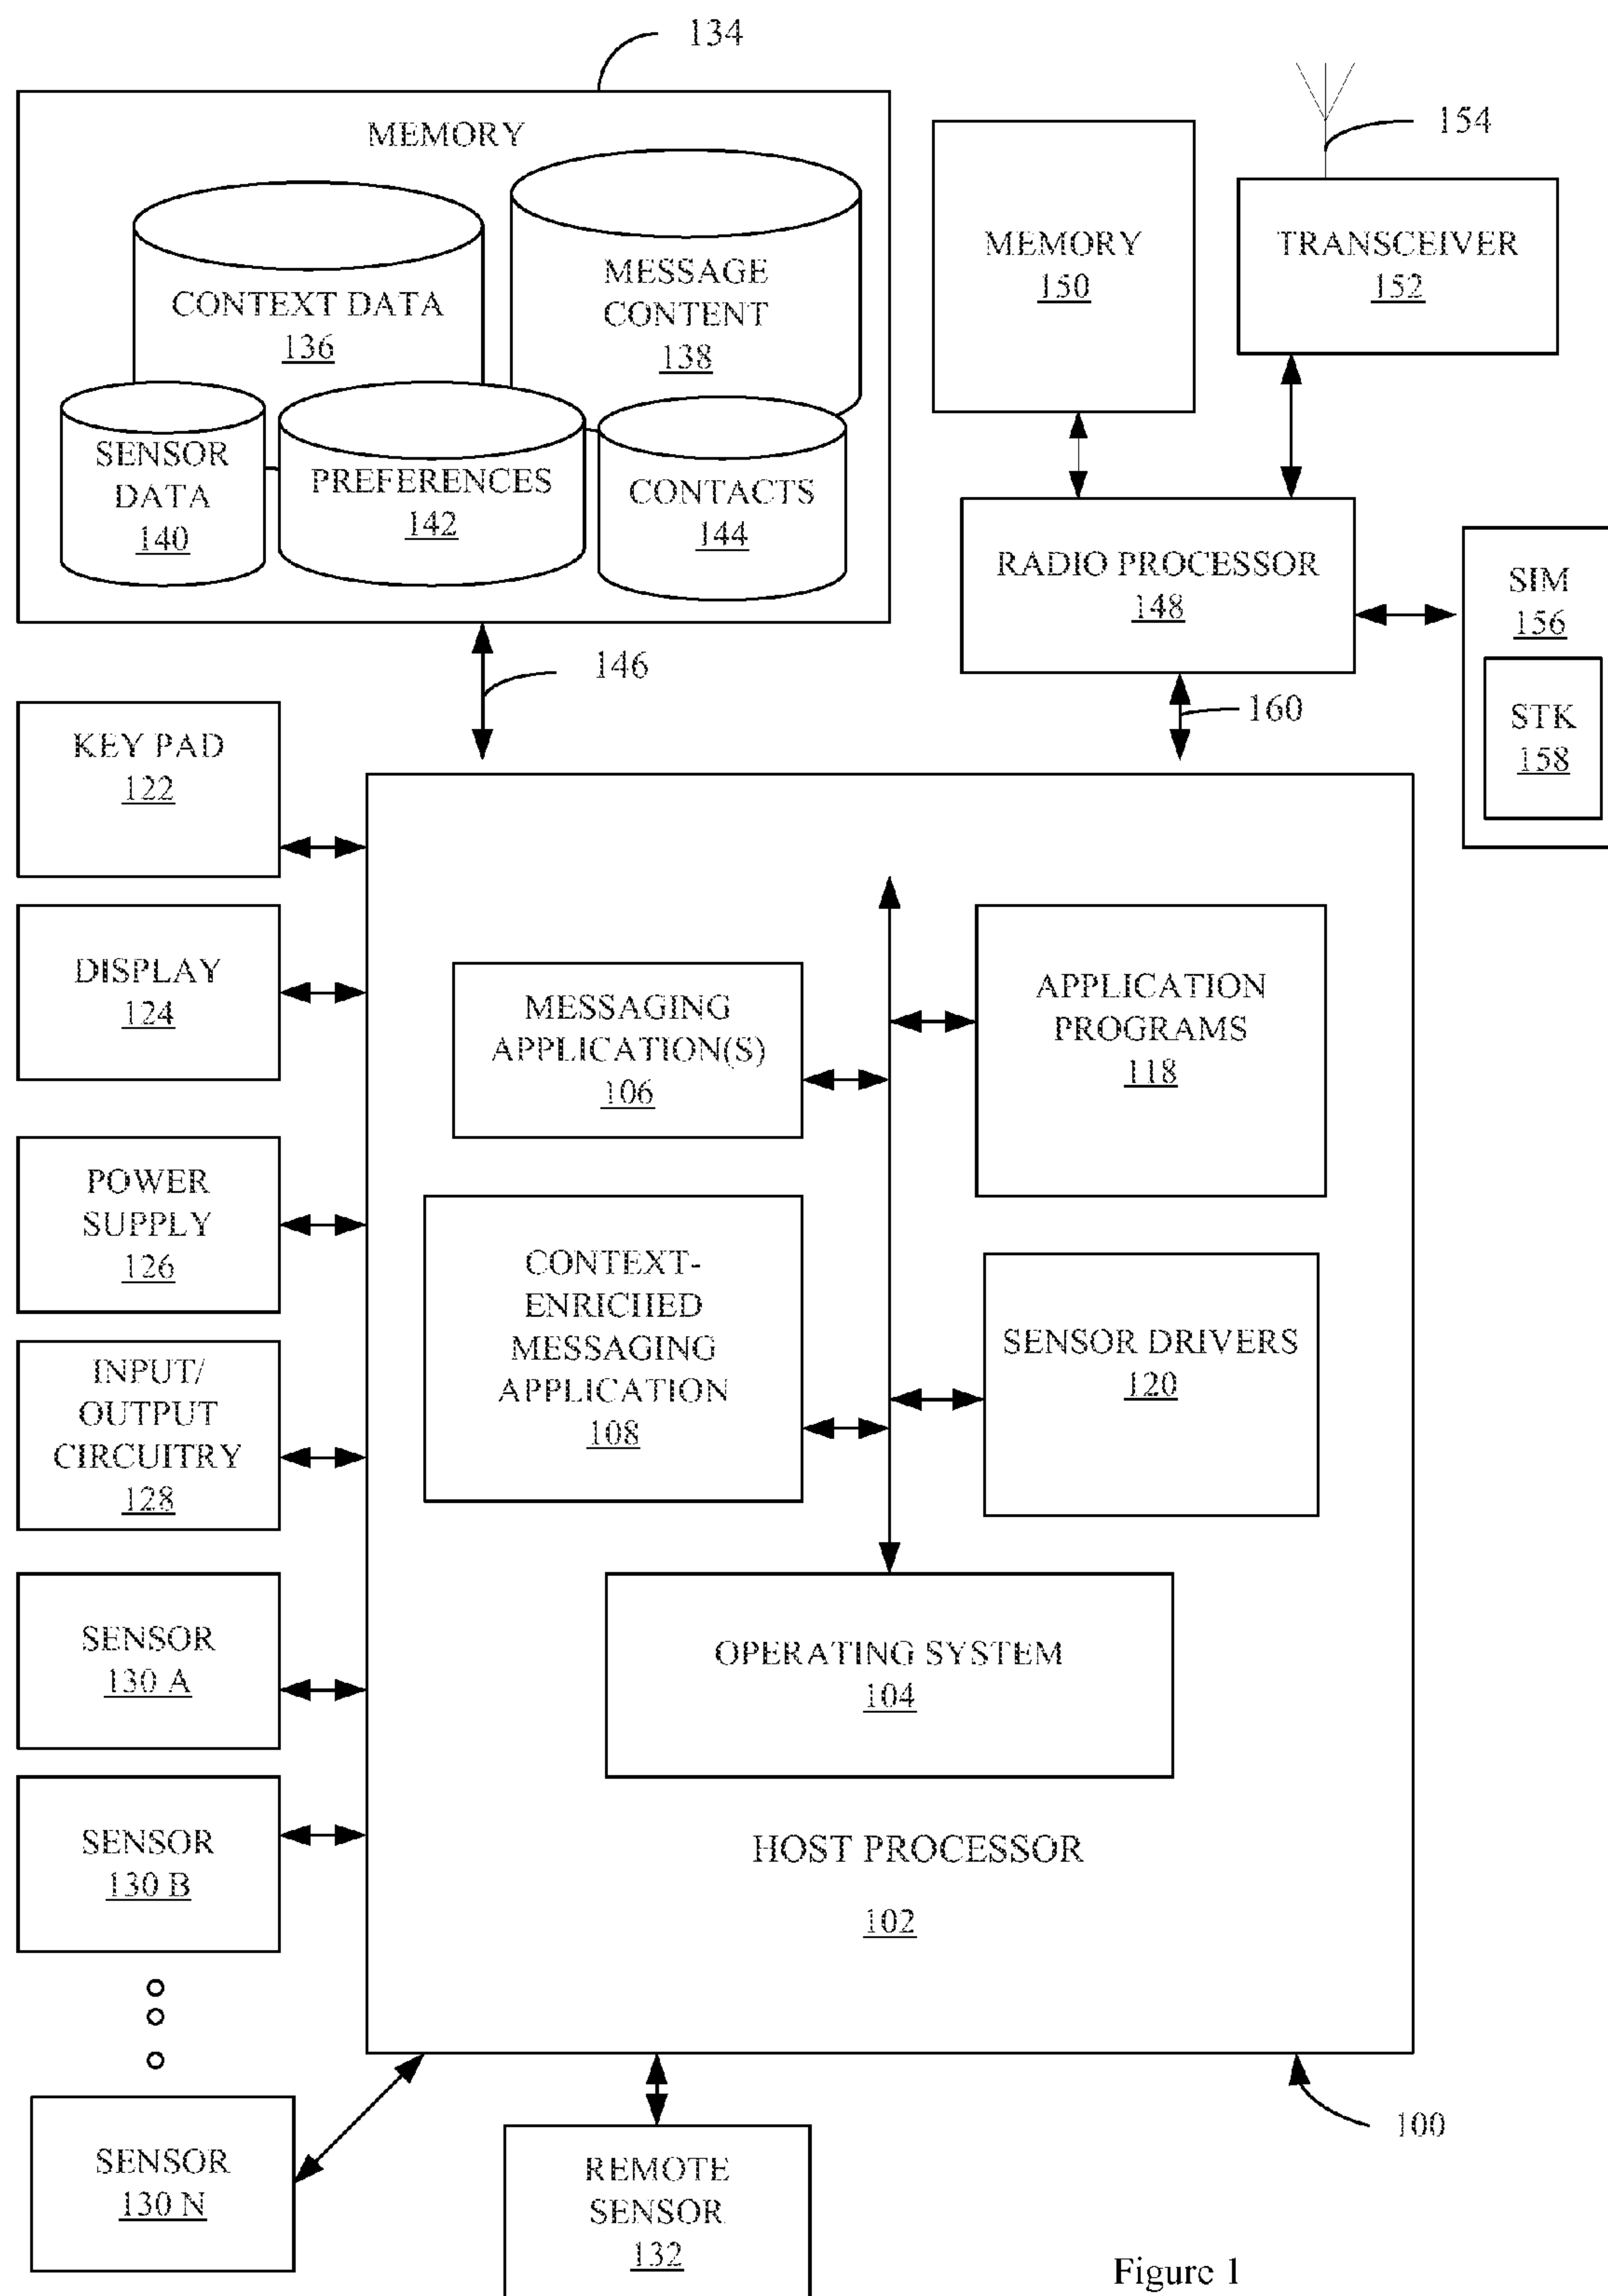 134
MEMORY
CONTEXT DATA
136
MESSAGE
CONTENT
138
SENSOR
DATA
140
PREFERENCES
142
CONTACTS
144
146
MEMORY
150
154
TRANSCEIVER
152
RADIO PROCESSOR
148
SIM
156
STK
158
160
KEY PAD
122
DISPLAY
124
POWER
SUPPLY
126
INPUT/
OUTPUT
CIRCUITRY
128
SENSOR
130 A
SENSOR
130 B
SENSOR
130 N
MESSAGING
APPLICATION(S)
106
APPLICATION
PROGRAMS
118
CONTEXT-
ENRICHED
MESSAGING
APPLICATION
108
SENSOR DRIVERS
120
OPERATING SYSTEM
104
HOST PROCESSOR
102
100
REMOTE
SENSOR
132
Figure 1